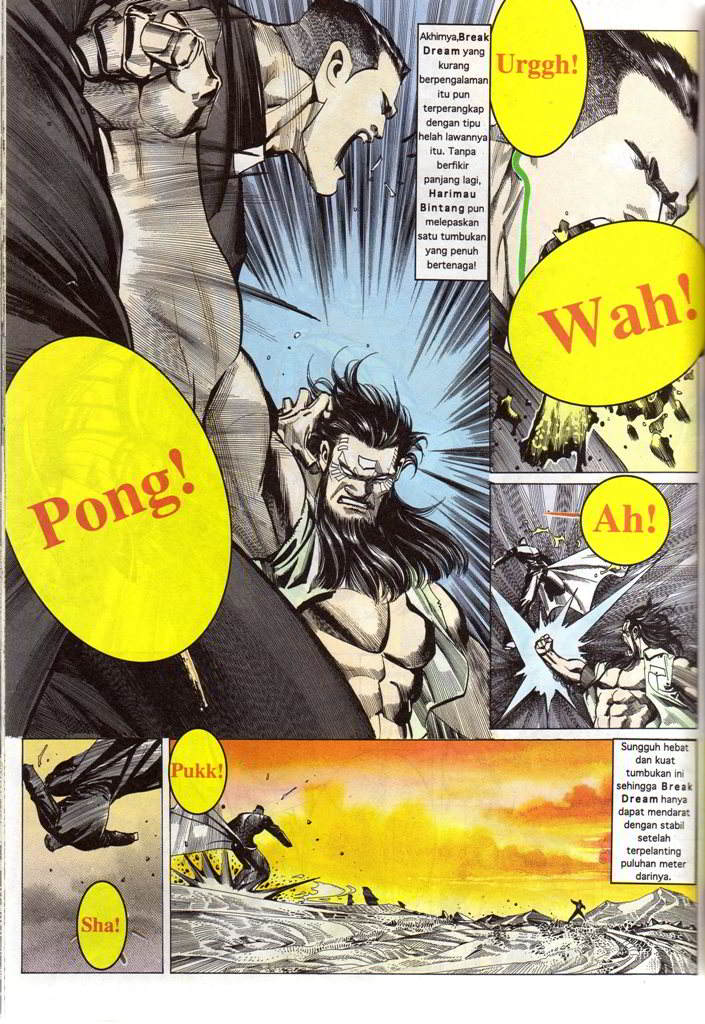 Akhirnya,Break
Dream yang
kurang
berpengalaman
itu pun
terperangkap
dengan tipu
helah lawannya
itu. Tanpa
berfikir
panjang lagi,
Harimau
Bintang pun
melepaskan
satu tumbukan
yang penuh
bertenaga!
Urggh!
Wah!
Pong!
Ah!
Sha!
Pukk!
Sungguh hebat
dan kuat
tumbukan ini
sehingga Break
Dream hanya
dapat mendarat
dengan stabil
setelah
terpelanting
puluhan meter
darinya.